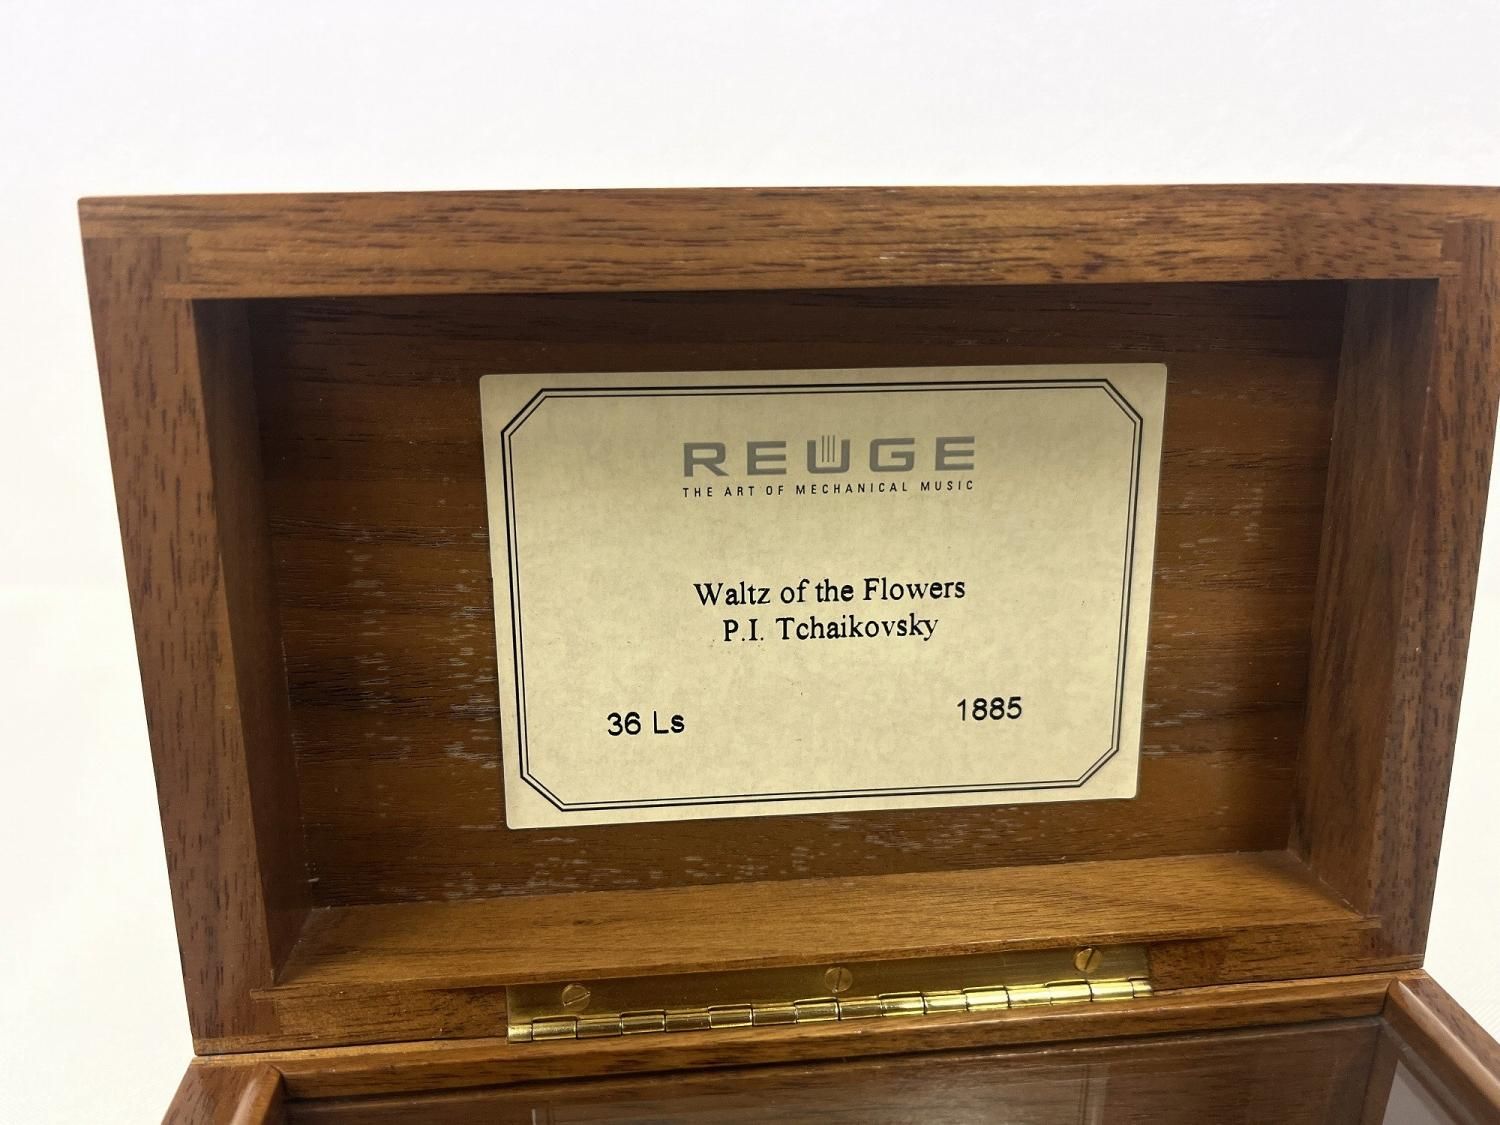 REUGE
THE ART OF MECHANICAL MUSIC
Waltz of the Flowers
P.I. Tchaikovsky
36 Ls 1885